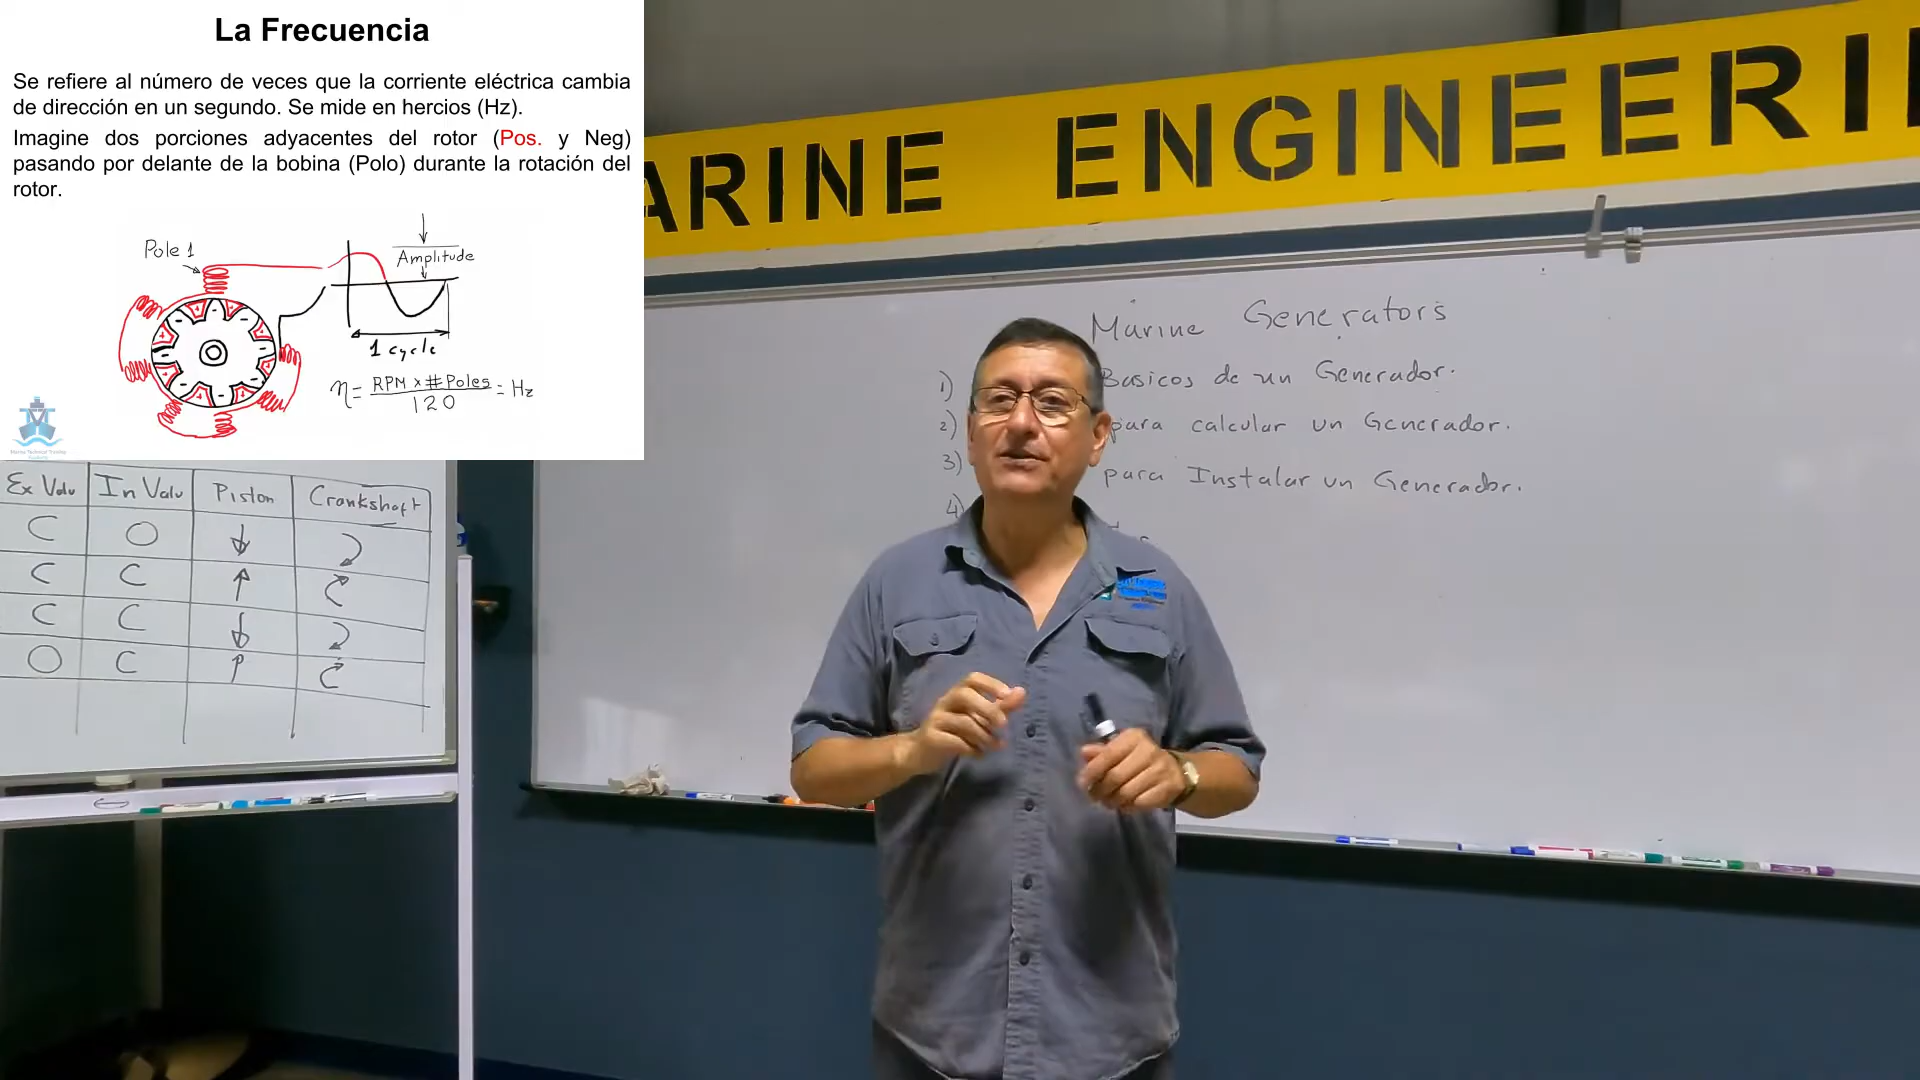 La Frecuencia
Se refiere al número de veces que la corriente eléctrica cambia
de dirección en un segundo. Se mide en hercios (Hz).
Imagine dos porciones adyacentes del rotor (Pos. y Neg)
pasando por delante de la bobina (Polo) durante la rotación del
rotor.
Pole 1
Amplitude
1 cycle
η = RPM x # Poles / 120 = Hz
ARINE ENGINEERI
Marine Generators
1) Basicos de un Generador.
2) para calcular un Generador.
3) para Instalar un Generador.
4)
Ex Valv In Valv Piston Crankshaft
C O ↓
C C ↑
C C ↓
O C ↑